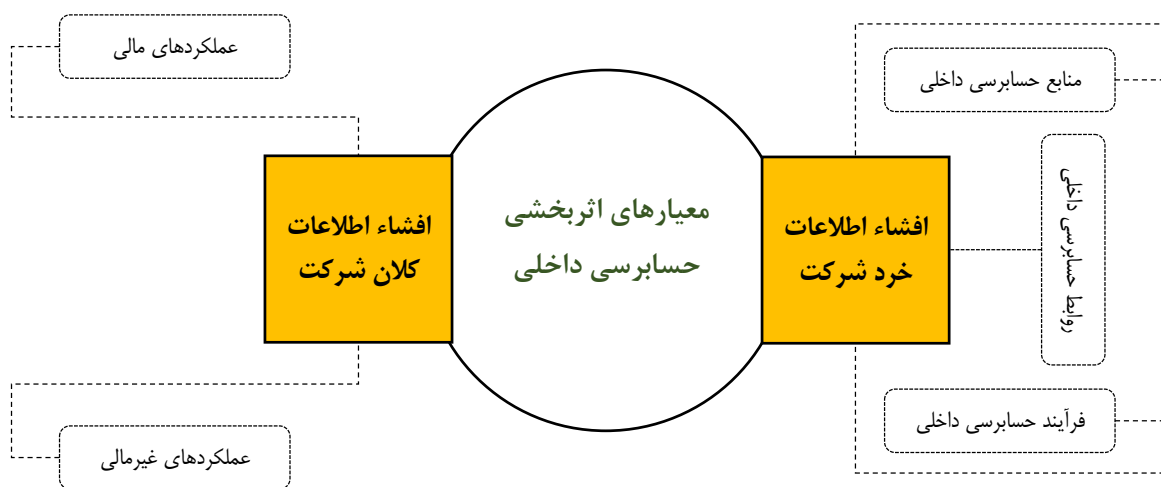 منابع حسابرسی داخلی
روابط حسابرسی داخلی
فرآیند حسابرسی داخلی
افشاء اطلاعات
خرد شرکت
معیارهای اثربخشی
حسابرسی داخلی
افشاء اطلاعات
کلان شرکت
عملکردهای مالی
عملکردهای غیرمالی